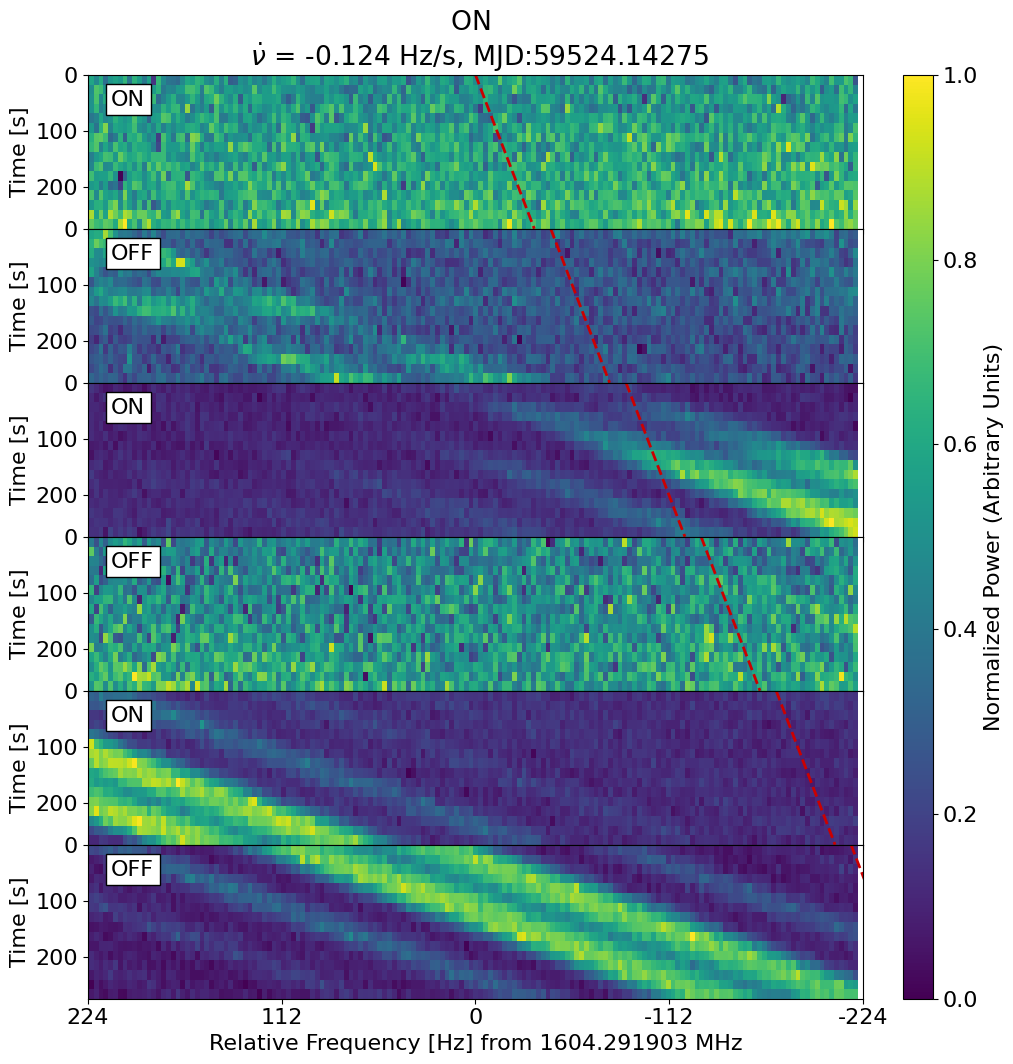 ON
ν̇ = -0.124 Hz/s, MJD:59524.14275
0
100
200
Time [s]
ON
0
100
200
Time [s]
OFF
0
100
200
Time [s]
ON
0
100
200
Time [s]
OFF
0
100
200
Time [s]
ON
0
100
200
Time [s]
OFF
224 112 0 -112 -224
Relative Frequency [Hz] from 1604.291903 MHz
1.0
0.8
0.6
0.4
0.2
0.0
Normalized Power (Arbitrary Units)